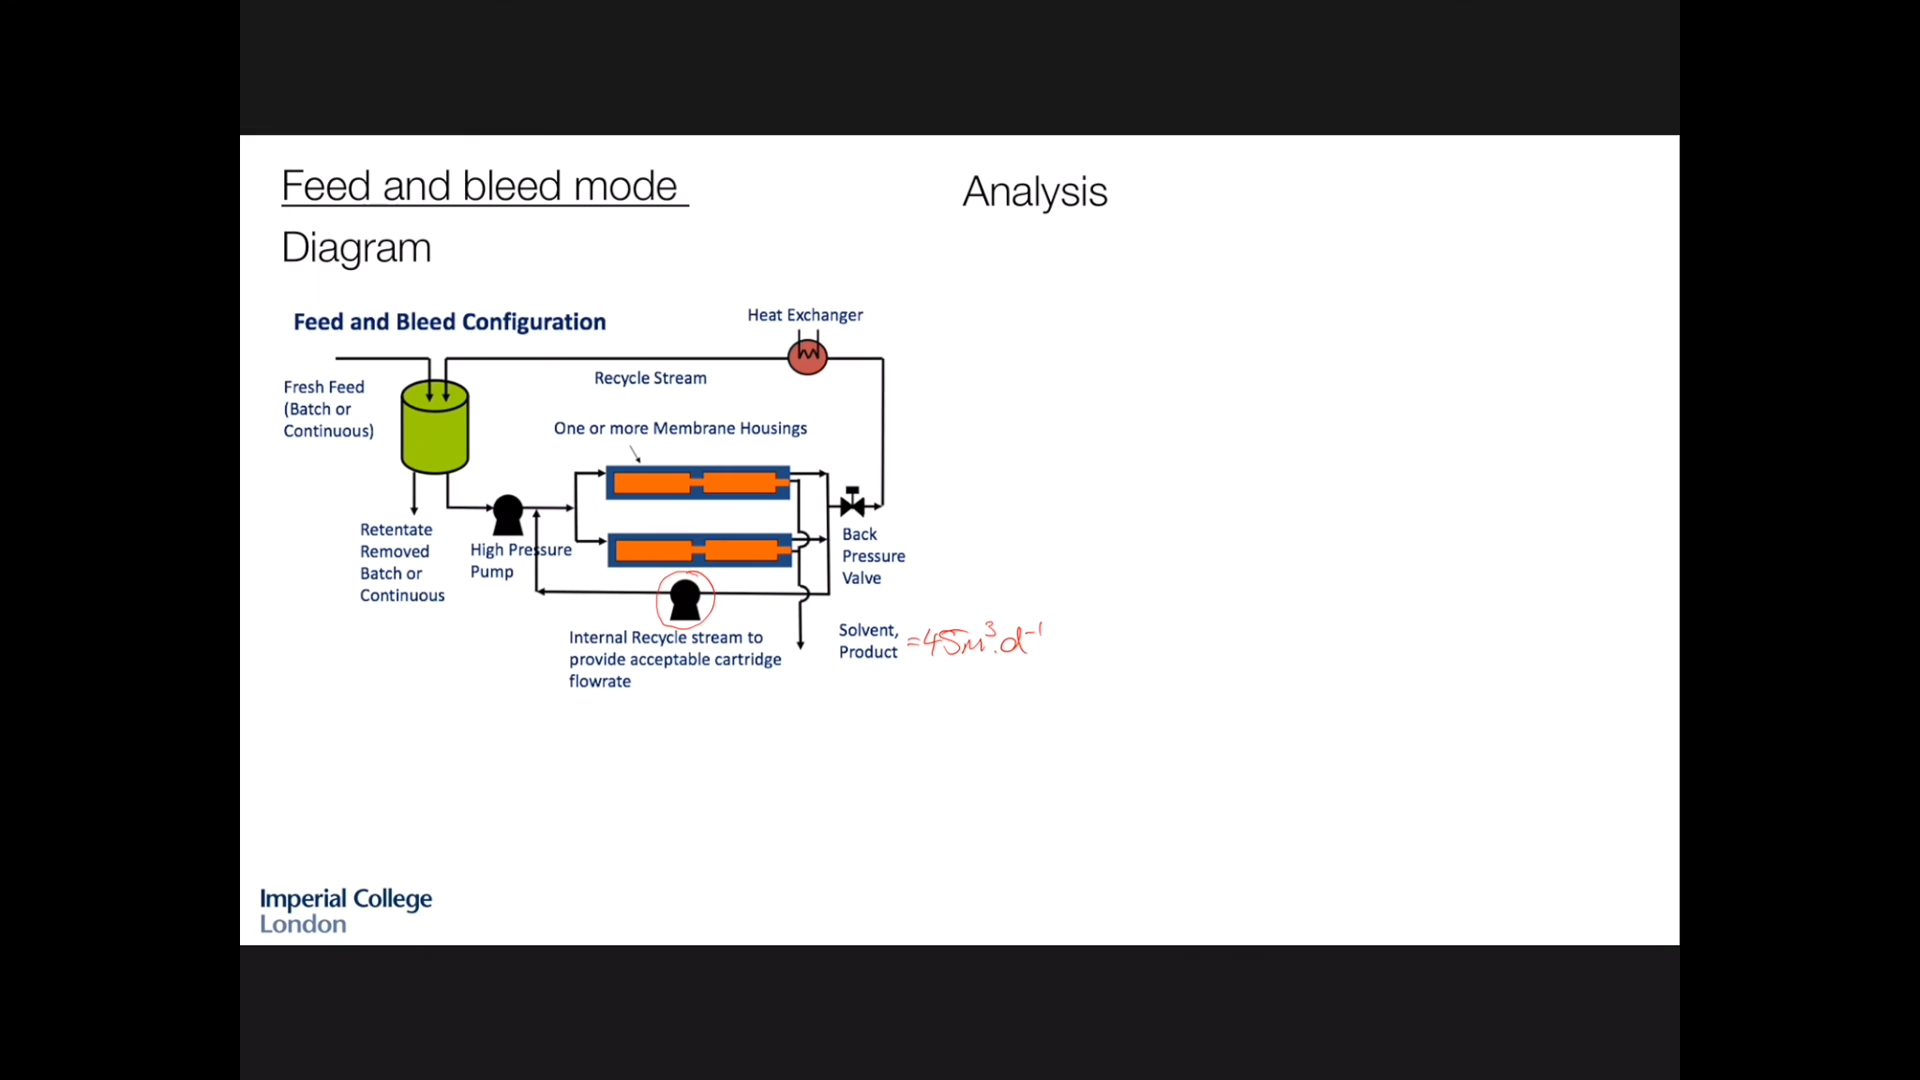 Feed and bleed mode
Analysis
Diagram
Feed and Bleed Configuration
Heat Exchanger
Recycle Stream
Fresh Feed
(Batch or
Continuous)
One or more Membrane Housings
Retentate
Removed
Batch or
Continuous
High Pressure
Pump
Back
Pressure
Valve
Internal Recycle stream to
provide acceptable cartridge
flowrate
Solvent,
Product
=45m³.d⁻¹
Imperial College
London